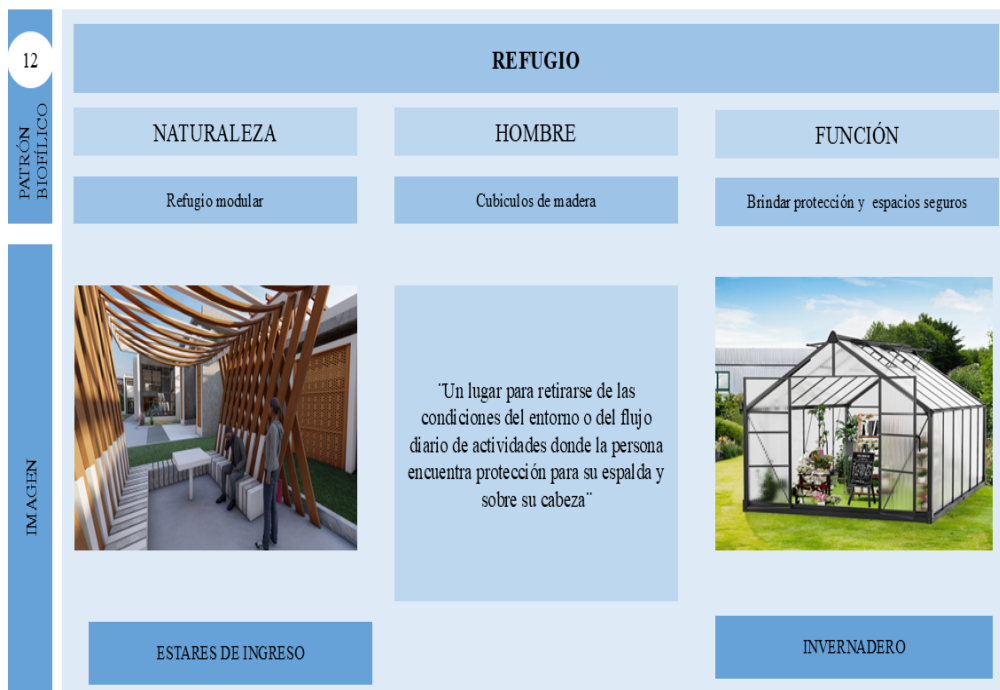 12
PATRÓN
BIOFÍLICO
REFUGIO
NATURALEZA
HOMBRE
FUNCIÓN
Refugio modular
Cubiculos de madera
Brindar protección y espacios seguros
IMAGEN
¨Un lugar para retirarse de las
condiciones del entorno o del flujo
diario de actividades donde la persona
encuentra protección para su espalda y
sobre su cabeza¨
ESTARES DE INGRESO
INVERNADERO